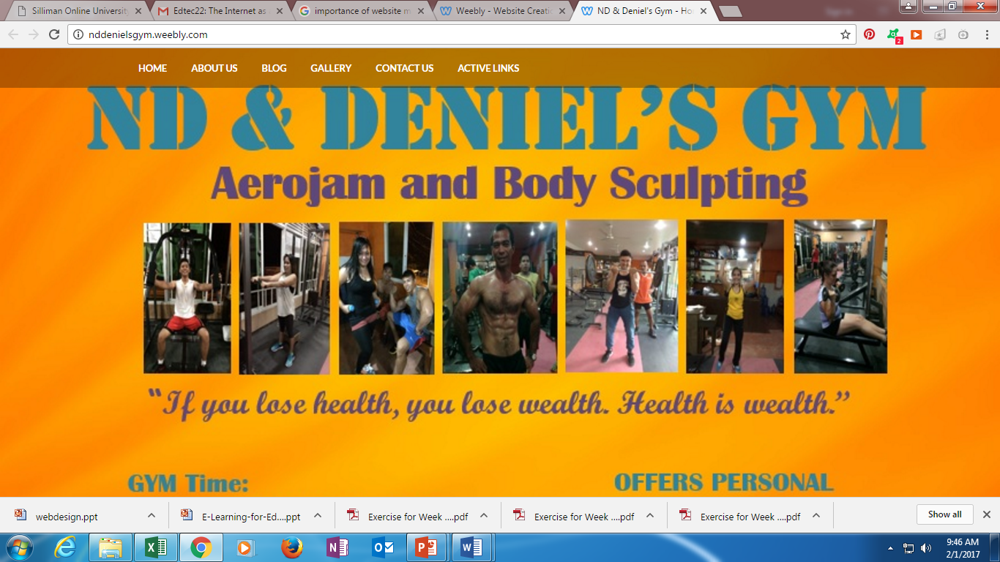 Silliman Online University
Edtec22: The Internet as
importance of website m
Weebly - Website Creatio
ND & Deniel's Gym - Ho
nddenielsgym.weebly.com
2
HOME ABOUT US BLOG GALLERY CONTACT US ACTIVE LINKS
ND & DENIEL'S GYM
Aerojam and Body Sculpting
“If you lose health, you lose wealth. Health is wealth.”
GYM Time:
OFFERS PERSONAL
webdesign.ppt
E-Learning-for-Ed....ppt
Exercise for Week ....pdf
Exercise for Week ....pdf
Exercise for Week ....pdf
Show all
9:46 AM
2/1/2017